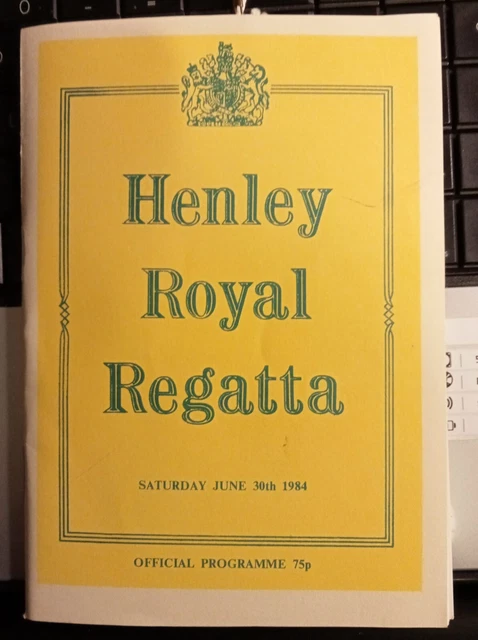 Henley
Royal
Regatta
SATURDAY JUNE 30th 1984
OFFICIAL PROGRAMME 75p